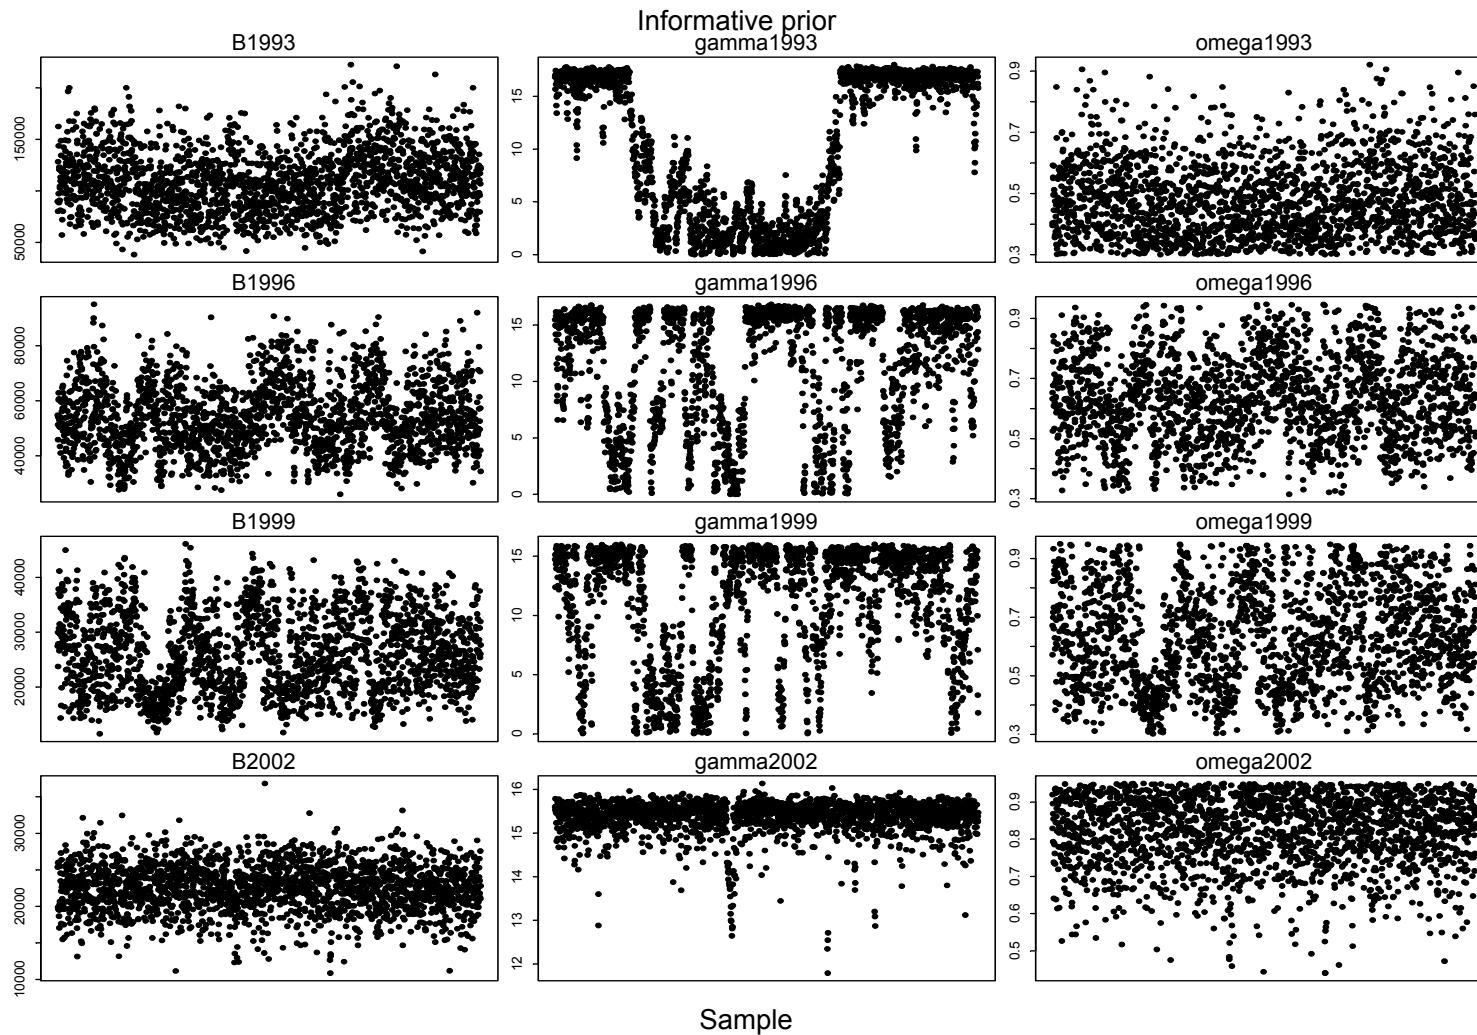 Informative prior
B1993 gamma1993 omega1993
50000 150000
0 5 10 15
0.3 0.5 0.7 0.9
B1996 gamma1996 omega1996
40000 60000 80000
0 5 10 15
0.3 0.5 0.7 0.9
B1999 gamma1999 omega1999
20000 30000 40000
0 5 10 15
0.3 0.5 0.7 0.9
B2002 gamma2002 omega2002
10000 20000 30000
12 13 14 15 16
0.5 0.6 0.7 0.8 0.9
Sample